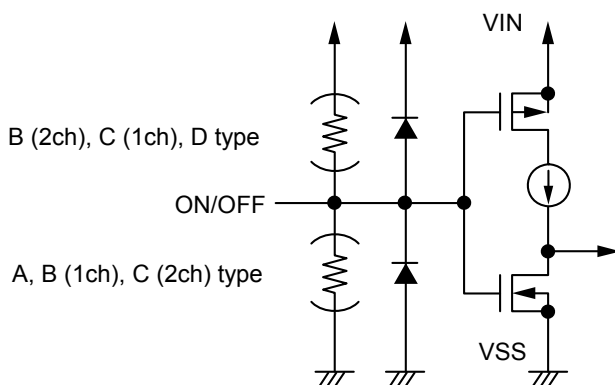 VIN
B (2ch), C (1ch), D type
ON/OFF
A, B (1ch), C (2ch) type
VSS